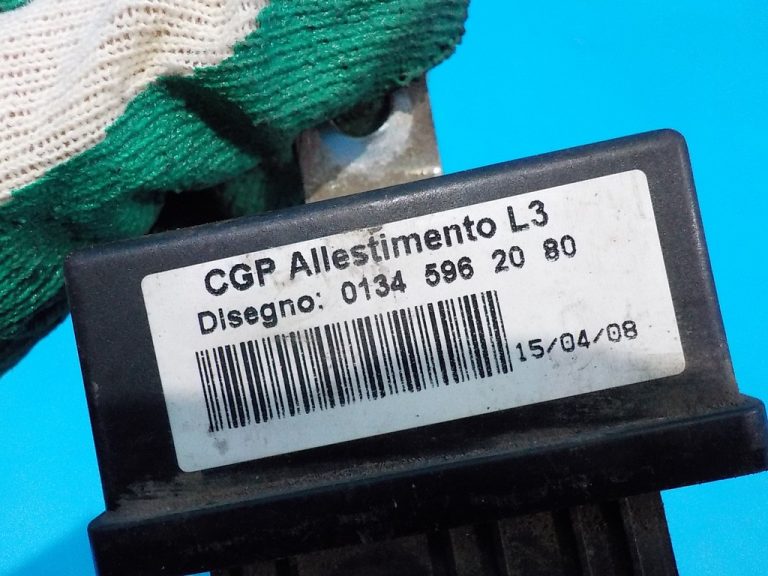 CGP Allestimento L3
Disegno: 0134 596 20 80
15/04/08